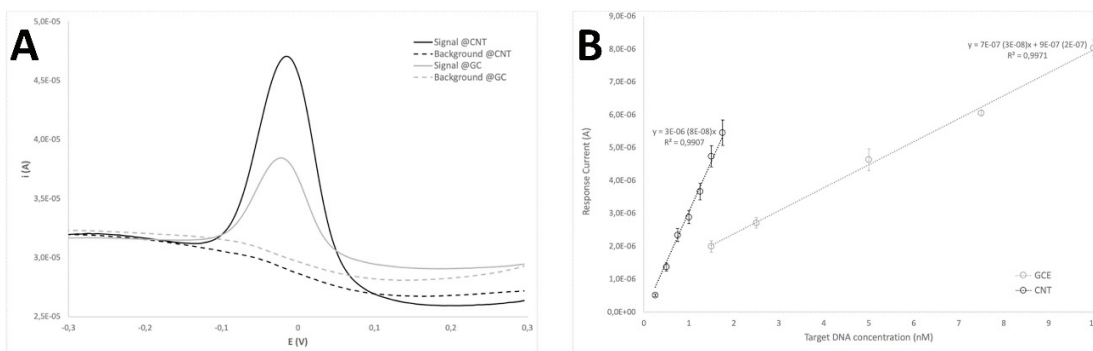 A
5,0E-05
4,5E-05
4,0E-05
3,5E-05
3,0E-05
2,5E-05
i (A)
-0,3
-0,2
-0,1
0
0,1
0,2
0,3
E (V)
Signal @CNT
Background @CNT
Signal @GC
Background @GC
B
9,0E-06
8,0E-06
7,0E-06
6,0E-06
5,0E-06
4,0E-06
3,0E-06
2,0E-06
1,0E-06
0,0E+00
Response Current (A)
y = 7E-07 (3E-08)x + 9E-07 (2E-07)
R² = 0,9971
y = 3E-06 (8E-08)x
R² = 0,9907
GCE
CNT
0
1
2
3
4
5
6
7
8
9
10
Target DNA concentration (nM)